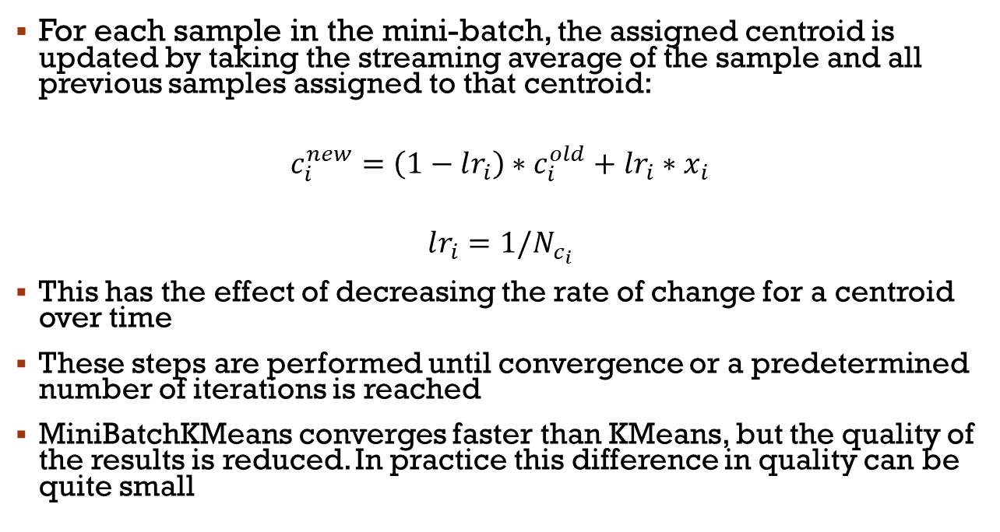 ▪ For each sample in the mini-batch, the assigned centroid is
updated by taking the streaming average of the sample and all
previous samples assigned to that centroid:
c_i^{new} = (1 − lr_i) * c_i^{old} + lr_i * x_i
lr_i = 1/N_{c_i}
▪ This has the effect of decreasing the rate of change for a centroid
over time
▪ These steps are performed until convergence or a predetermined
number of iterations is reached
▪ MiniBatchKMeans converges faster than KMeans, but the quality of
the results is reduced. In practice this difference in quality can be
quite small